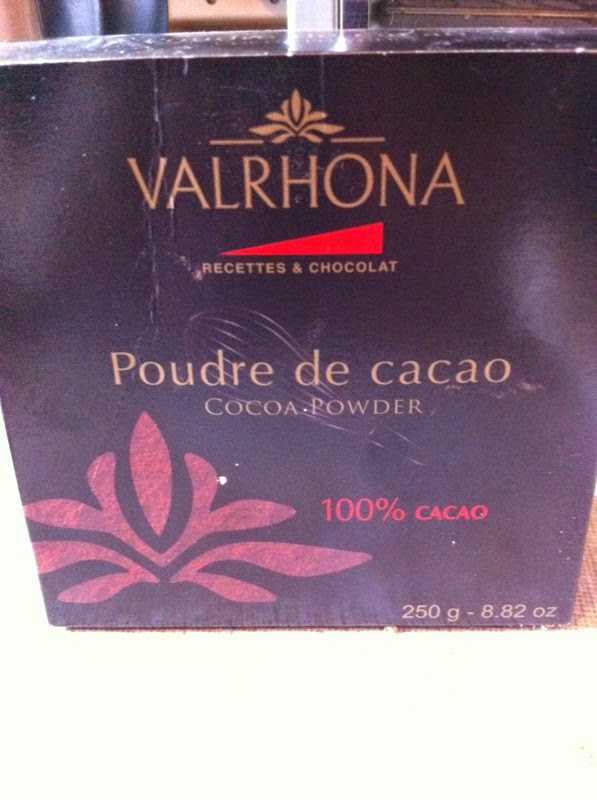 VALRHONA
RECETTES & CHOCOLAT
Poudre de cacao
COCOA POWDER
100% CACAO
250 g - 8.82 oz